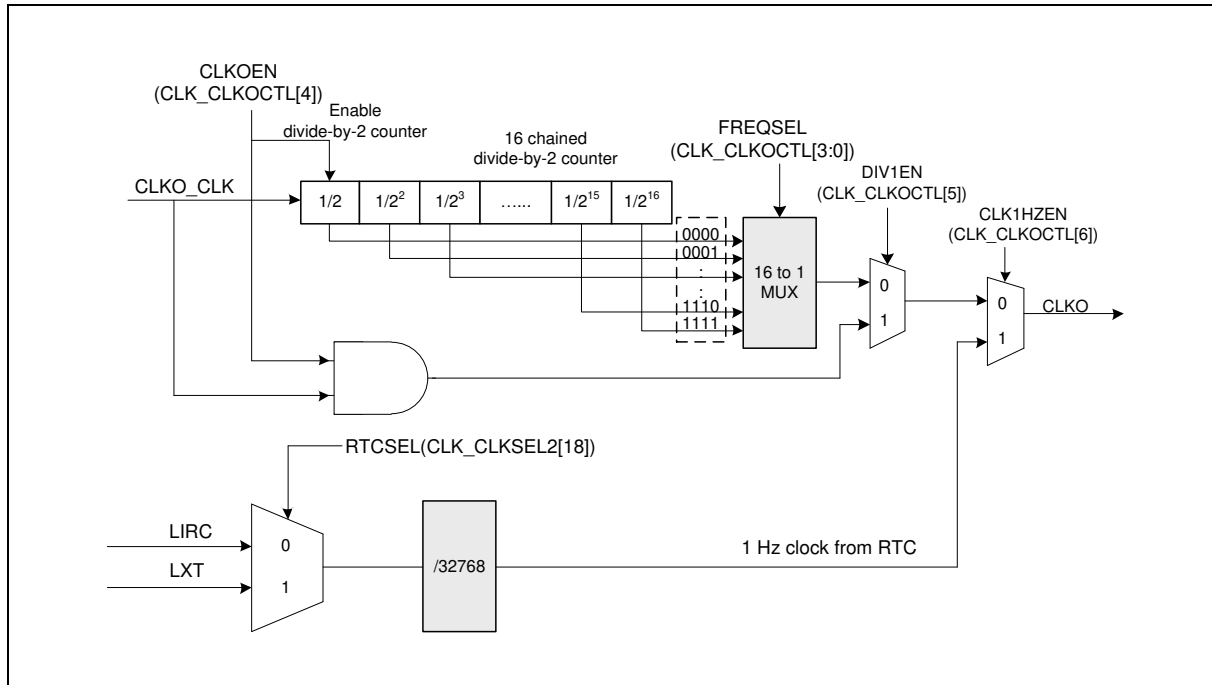 CLKOEN
(CLK_CLKOCTL[4])
Enable
divide-by-2 counter
16 chained
divide-by-2 counter
FREQSEL
(CLK_CLKOCTL[3:0])
DIV1EN
(CLK_CLKOCTL[5])
CLK1HZEN
(CLK_CLKOCTL[6])
CLKO_CLK
1/2 1/2² 1/2³ …... 1/2¹⁵ 1/2¹⁶
0000
0001
:
:
1110
1111
16 to 1
MUX
0
1
0
1
CLKO
RTCSEL(CLK_CLKSEL2[18])
LIRC
LXT
0
1
/32768
1 Hz clock from RTC